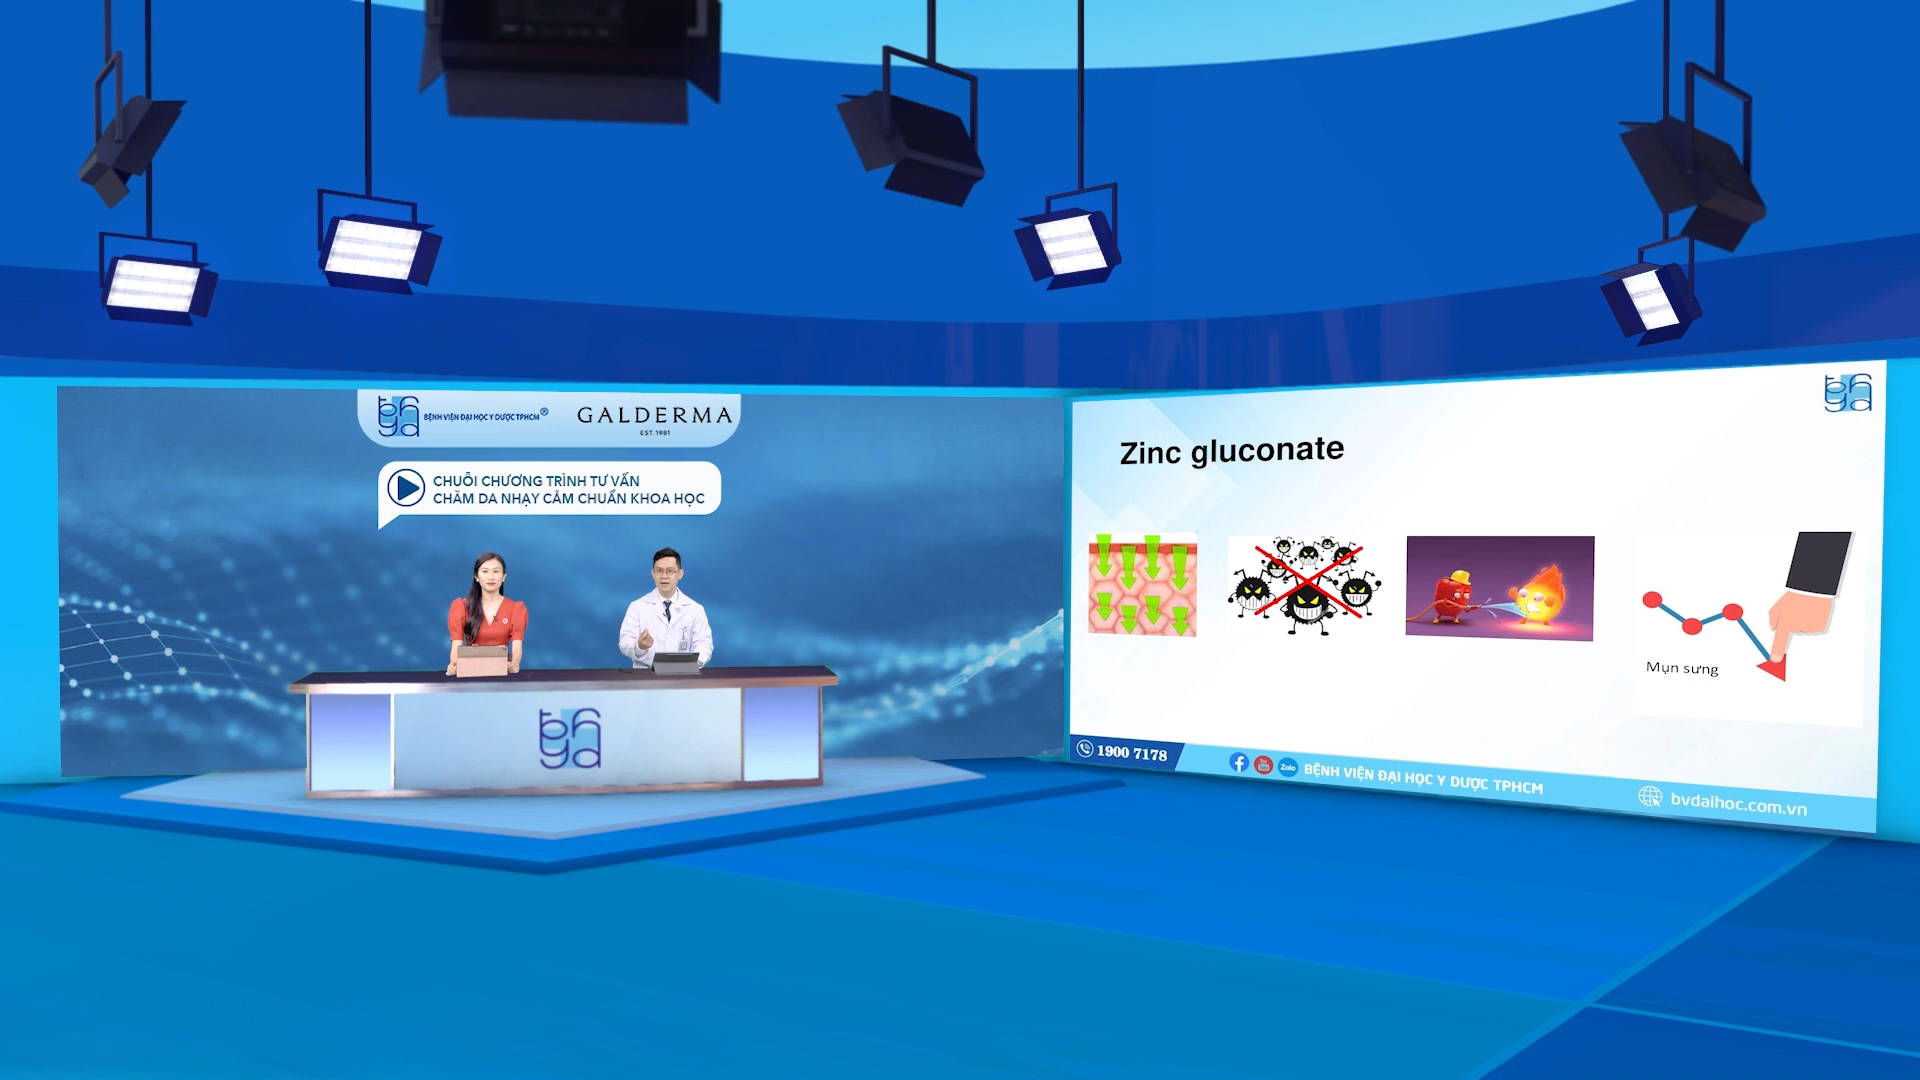 BỆNH VIỆN ĐẠI HỌC Y DƯỢC TPHCM®
GALDERMA
EST. 1981
CHUỖI CHƯƠNG TRÌNH TƯ VẤN
CHĂM DA NHẠY CẢM CHUẨN KHOA HỌC
Zinc gluconate
Mụn sưng
1900 7178
Zalo
BỆNH VIỆN ĐẠI HỌC Y DƯỢC TPHCM
bvdaihoc.com.vn